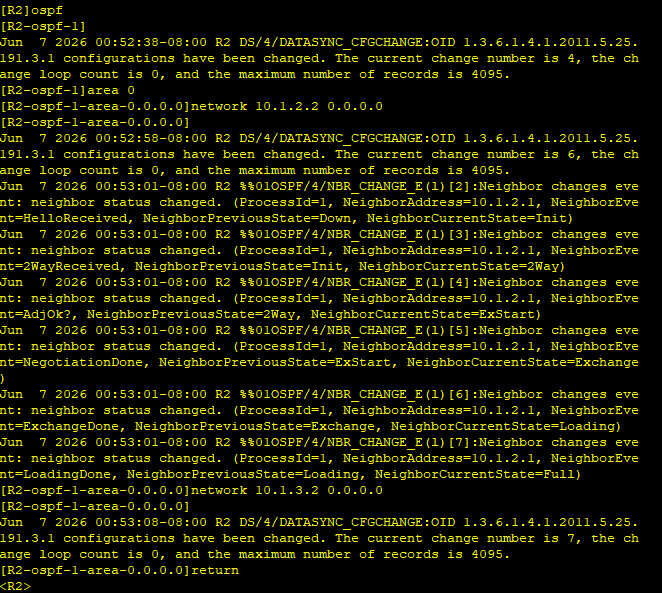 [R2]ospf
[R2-ospf-1]
Jun  7 2026 00:52:38-08:00 R2 DS/4/DATASYNC_CFGCHANGE:OID 1.3.6.1.4.1.2011.5.25.
191.3.1 configurations have been changed. The current change number is 4, the ch
ange loop count is 0, and the maximum number of records is 4095.
[R2-ospf-1]area 0
[R2-ospf-1-area-0.0.0.0]network 10.1.2.2 0.0.0.0
[R2-ospf-1-area-0.0.0.0]
Jun  7 2026 00:52:58-08:00 R2 DS/4/DATASYNC_CFGCHANGE:OID 1.3.6.1.4.1.2011.5.25.
191.3.1 configurations have been changed. The current change number is 6, the ch
ange loop count is 0, and the maximum number of records is 4095.
Jun  7 2026 00:53:01-08:00 R2 %%01OSPF/4/NBR_CHANGE_E(l)[2]:Neighbor changes eve
nt: neighbor status changed. (ProcessId=1, NeighborAddress=10.1.2.1, NeighborEve
nt=HelloReceived, NeighborPreviousState=Down, NeighborCurrentState=Init)
Jun  7 2026 00:53:01-08:00 R2 %%01OSPF/4/NBR_CHANGE_E(l)[3]:Neighbor changes eve
nt: neighbor status changed. (ProcessId=1, NeighborAddress=10.1.2.1, NeighborEve
nt=2WayReceived, NeighborPreviousState=Init, NeighborCurrentState=2Way)
Jun  7 2026 00:53:01-08:00 R2 %%01OSPF/4/NBR_CHANGE_E(l)[4]:Neighbor changes eve
nt: neighbor status changed. (ProcessId=1, NeighborAddress=10.1.2.1, NeighborEve
nt=AdjOk?, NeighborPreviousState=2Way, NeighborCurrentState=ExStart)
Jun  7 2026 00:53:01-08:00 R2 %%01OSPF/4/NBR_CHANGE_E(l)[5]:Neighbor changes eve
nt: neighbor status changed. (ProcessId=1, NeighborAddress=10.1.2.1, NeighborEve
nt=NegotiationDone, NeighborPreviousState=ExStart, NeighborCurrentState=Exchange
)
Jun  7 2026 00:53:01-08:00 R2 %%01OSPF/4/NBR_CHANGE_E(l)[6]:Neighbor changes eve
nt: neighbor status changed. (ProcessId=1, NeighborAddress=10.1.2.1, NeighborEve
nt=ExchangeDone, NeighborPreviousState=Exchange, NeighborCurrentState=Loading)
Jun  7 2026 00:53:01-08:00 R2 %%01OSPF/4/NBR_CHANGE_E(l)[7]:Neighbor changes eve
nt: neighbor status changed. (ProcessId=1, NeighborAddress=10.1.2.1, NeighborEve
nt=LoadingDone, NeighborPreviousState=Loading, NeighborCurrentState=Full)
[R2-ospf-1-area-0.0.0.0]network 10.1.3.2 0.0.0.0
[R2-ospf-1-area-0.0.0.0]
Jun  7 2026 00:53:08-08:00 R2 DS/4/DATASYNC_CFGCHANGE:OID 1.3.6.1.4.1.2011.5.25.
191.3.1 configurations have been changed. The current change number is 7, the ch
ange loop count is 0, and the maximum number of records is 4095.
[R2-ospf-1-area-0.0.0.0]return
<R2>